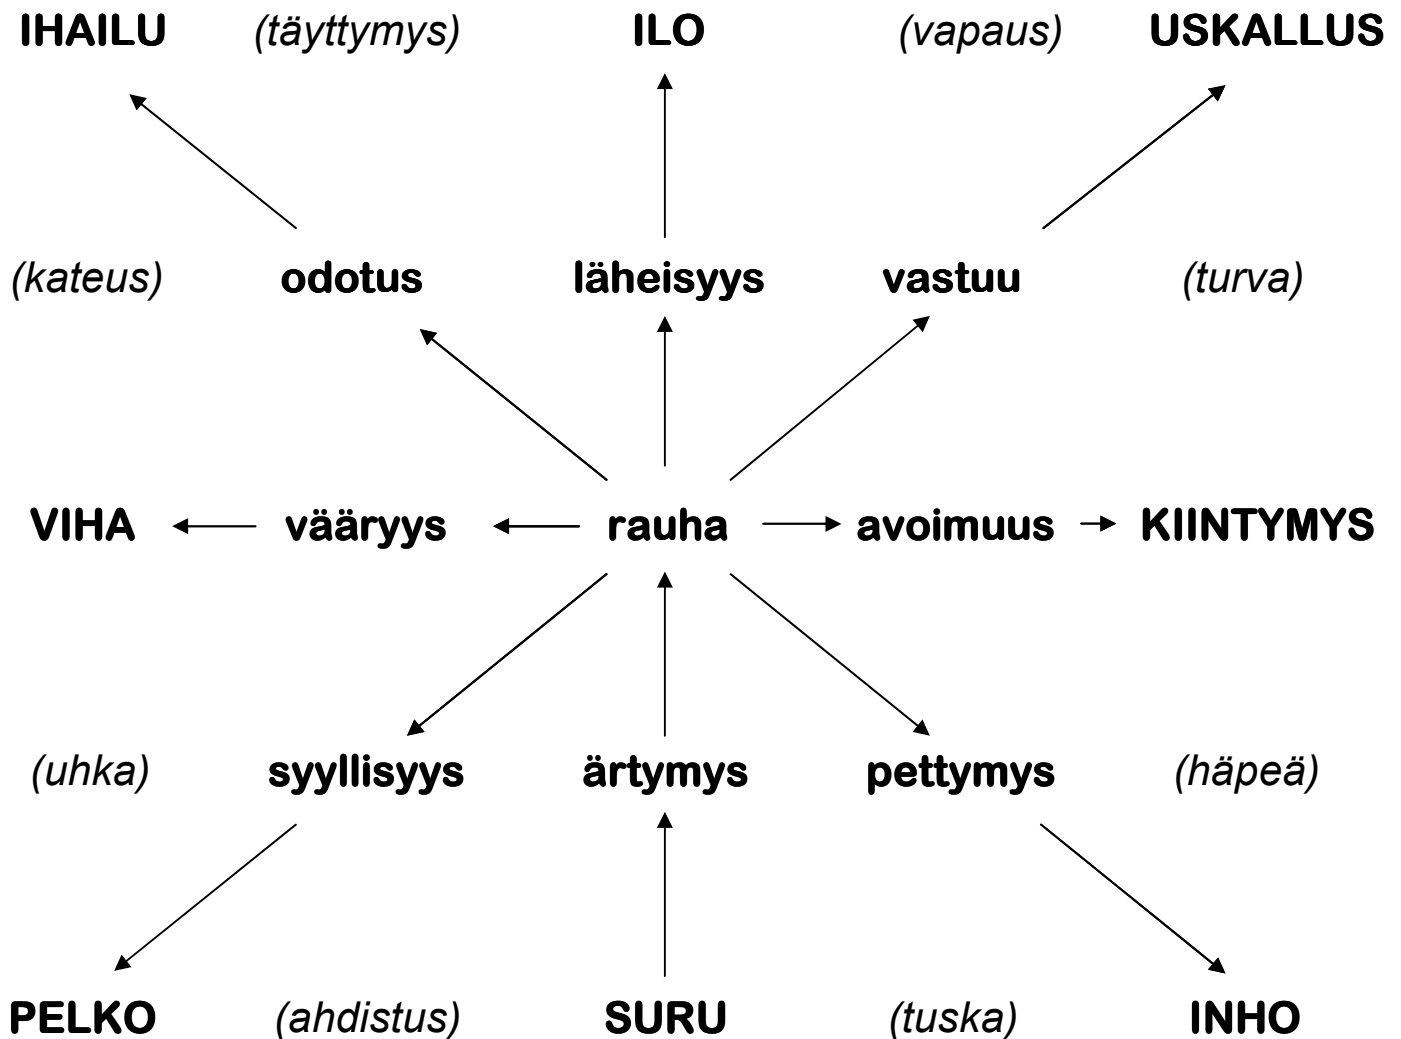 IHAILU (täyttymys) ILO (vapaus) USKALLUS
(kateus) odotus läheisyys vastuu (turva)
VIHA vääryys rauha avoimuus KIINTYMYS
(uhka) syyllisyys ärtymys pettymys (häpeä)
PELKO (ahdistus) SURU (tuska) INHO